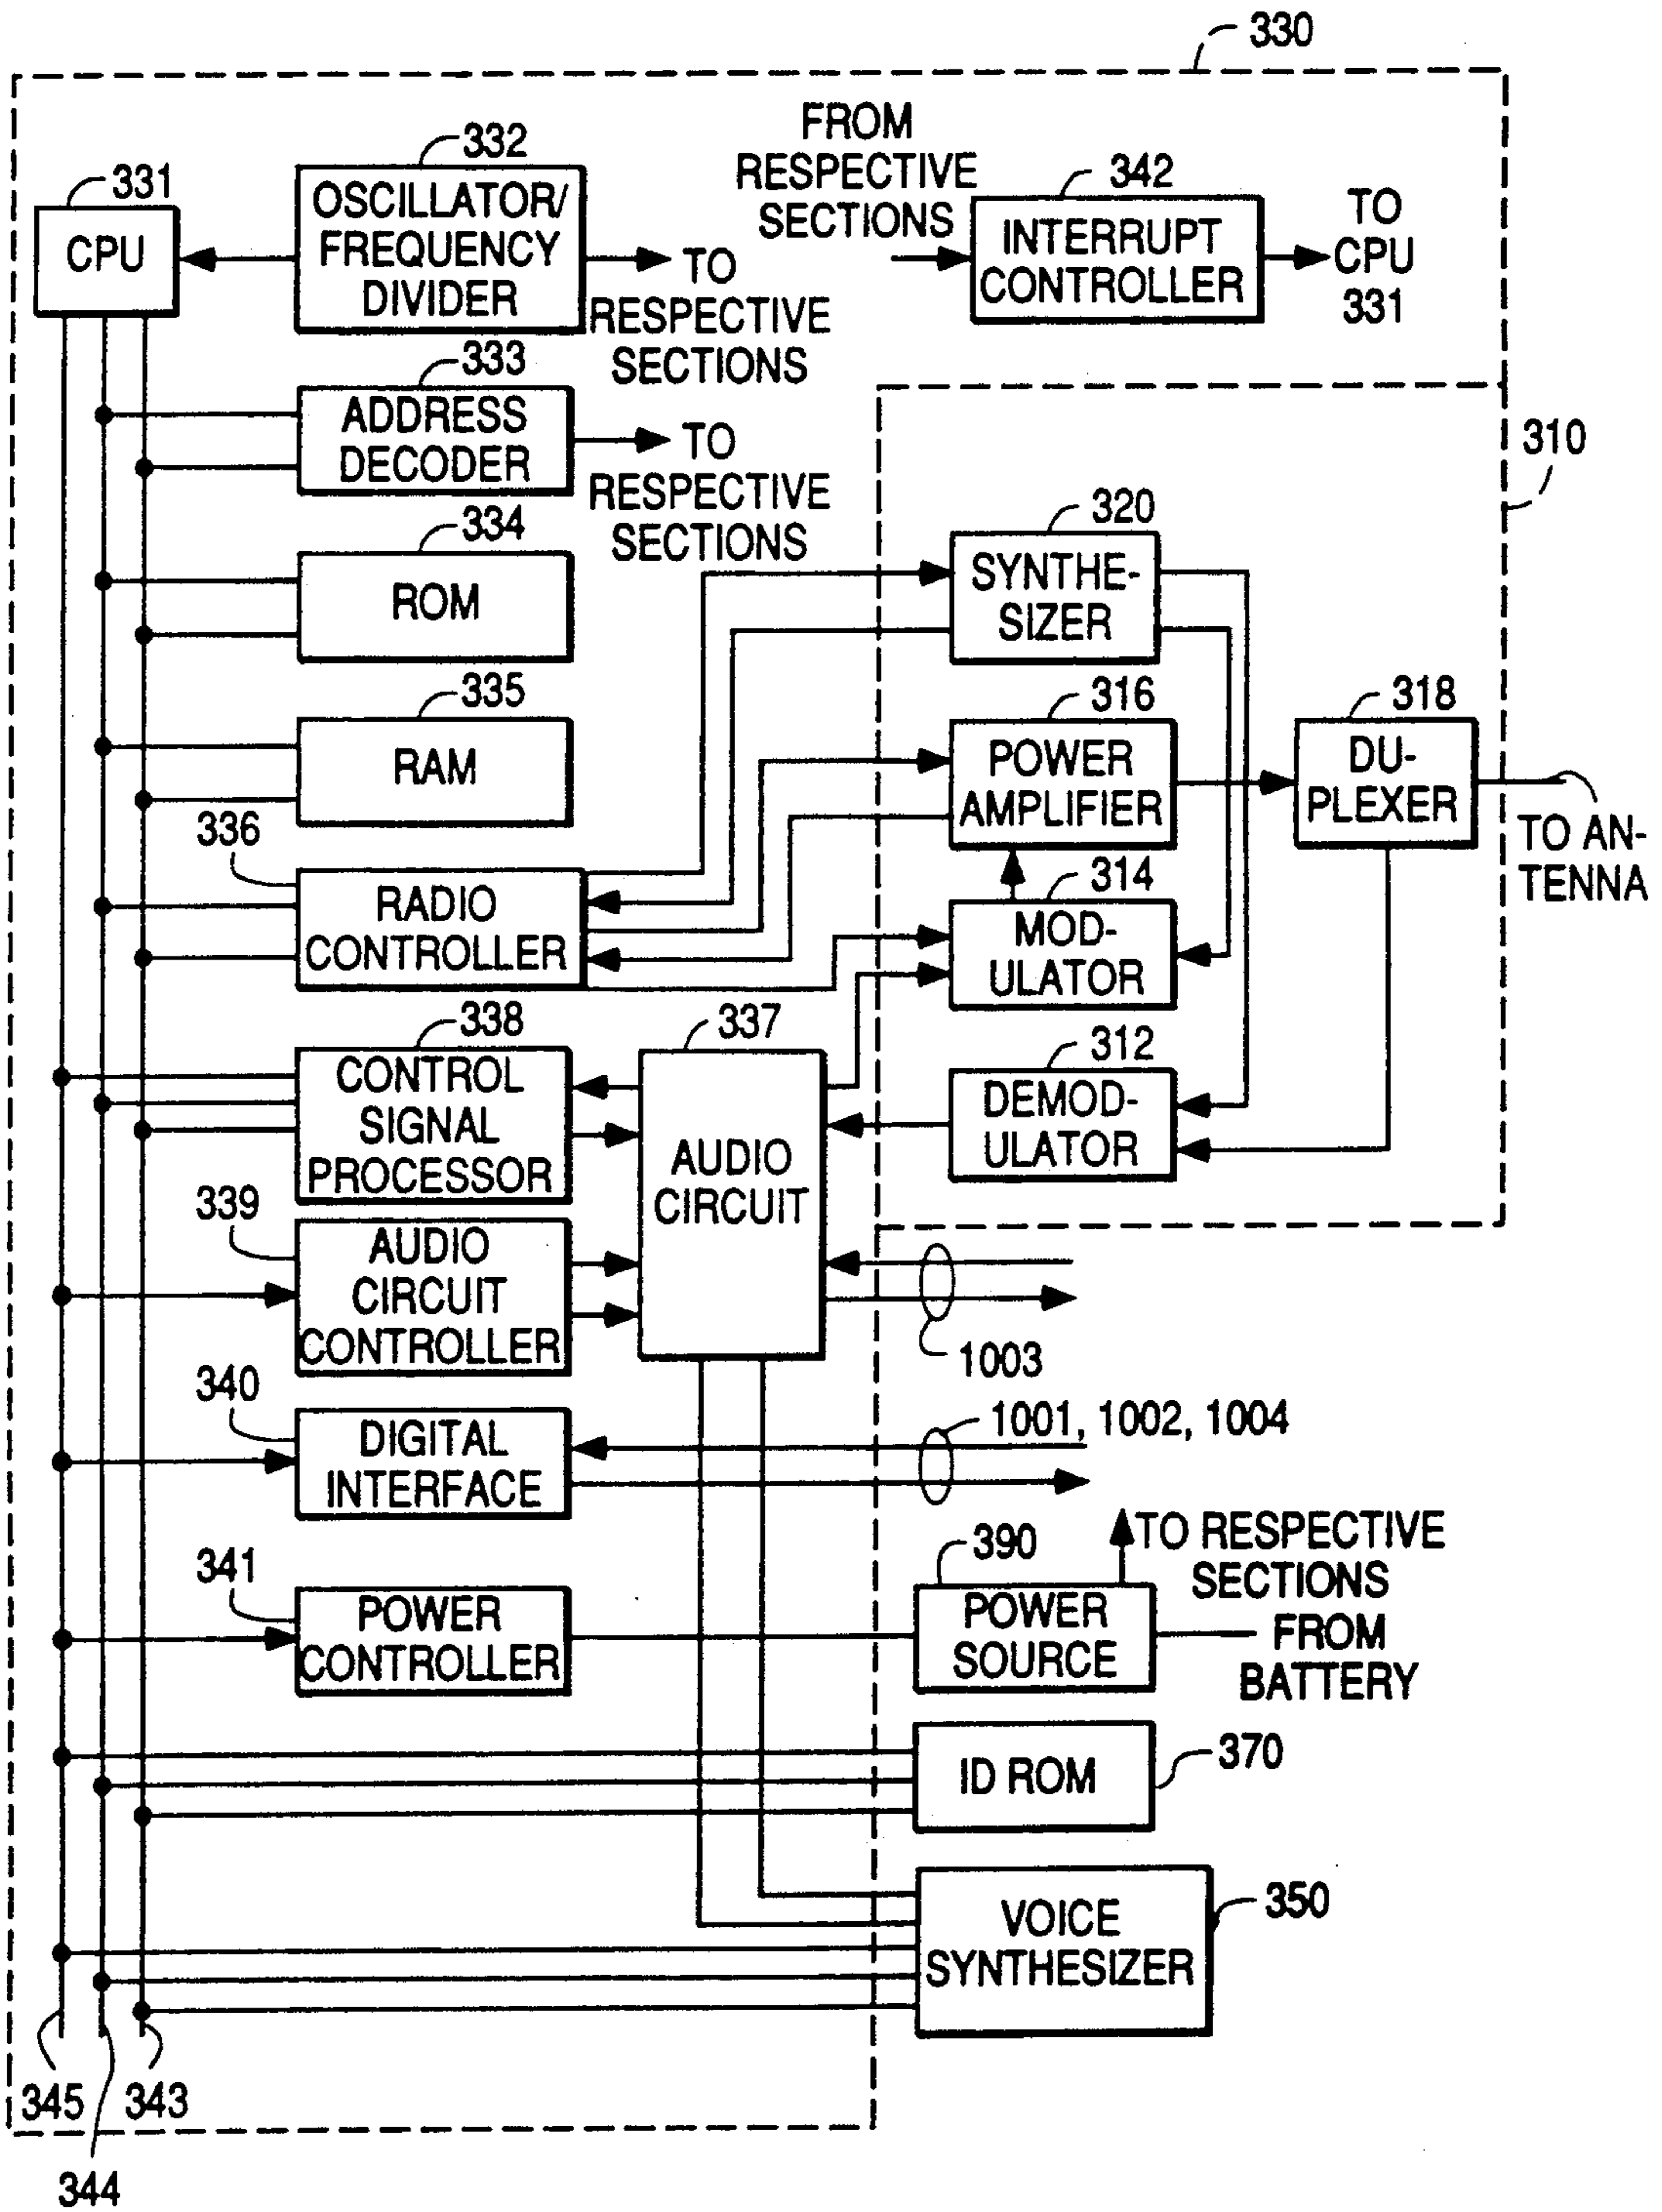 330
332
OSCILLATOR/
FREQUENCY
DIVIDER
331
CPU
TO
RESPECTIVE
SECTIONS
FROM
RESPECTIVE
SECTIONS
342
INTERRUPT
CONTROLLER
TO
CPU
331
333
ADDRESS
DECODER
TO
RESPECTIVE
SECTIONS
310
334
ROM
320
SYNTHE-
SIZER
335
RAM
316
POWER
AMPLIFIER
318
DU-
PLEXER
TO AN-
TENNA
336
RADIO
CONTROLLER
314
MOD-
ULATOR
338
CONTROL
SIGNAL
PROCESSOR
337
AUDIO
CIRCUIT
312
DEMOD-
ULATOR
339
AUDIO
CIRCUIT
CONTROLLER
1003
340
DIGITAL
INTERFACE
1001, 1002, 1004
341
POWER
CONTROLLER
390
POWER
SOURCE
TO RESPECTIVE
SECTIONS
FROM
BATTERY
ID ROM
370
VOICE
SYNTHESIZER
350
345
343
344